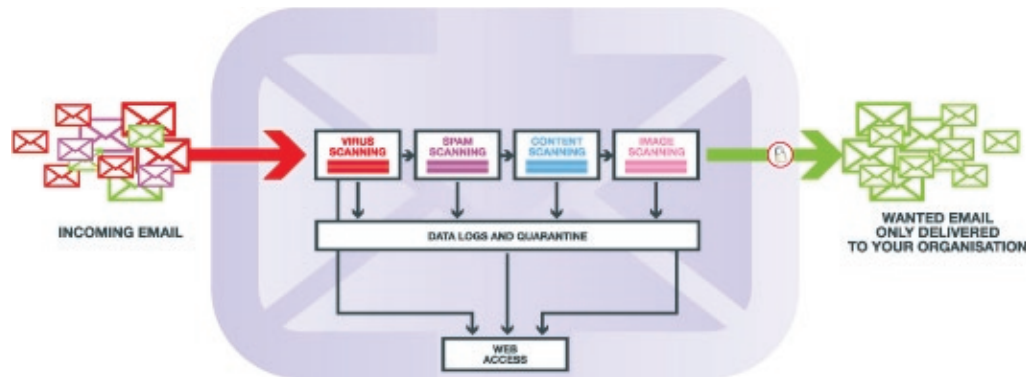 VIRUS
SCANNING
SPAM
SCANNING
CONTENT
SCANNING
IMAGE
SCANNING
INCOMING EMAIL
DATA LOGS AND QUARANTINE
WANTED EMAIL
ONLY DELIVERED
TO YOUR ORGANISATION
WEB
ACCESS